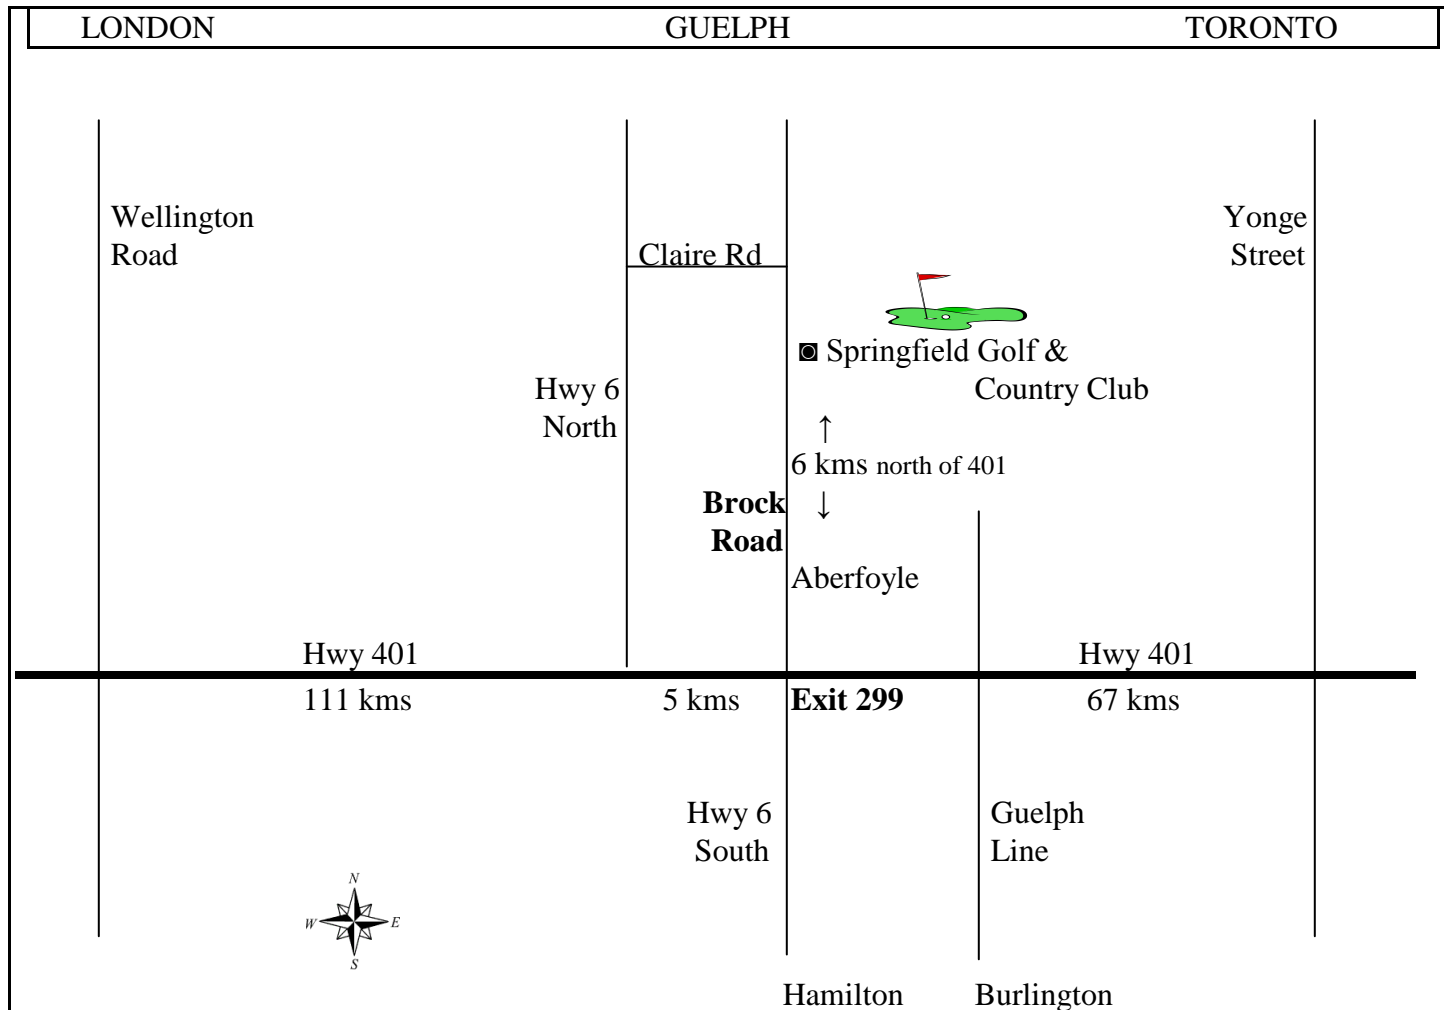 LONDON GUELPH TORONTO
Wellington
Road
Yonge
Street
Claire Rd
Springfield Golf &
Country Club
Hwy 6
North
↑
6 kms north of 401
↓
Brock
Road
Aberfoyle
Hwy 401 Hwy 401
111 kms 5 kms Exit 299 67 kms
Hwy 6
South
Guelph
Line
N
W E
S
Hamilton Burlington